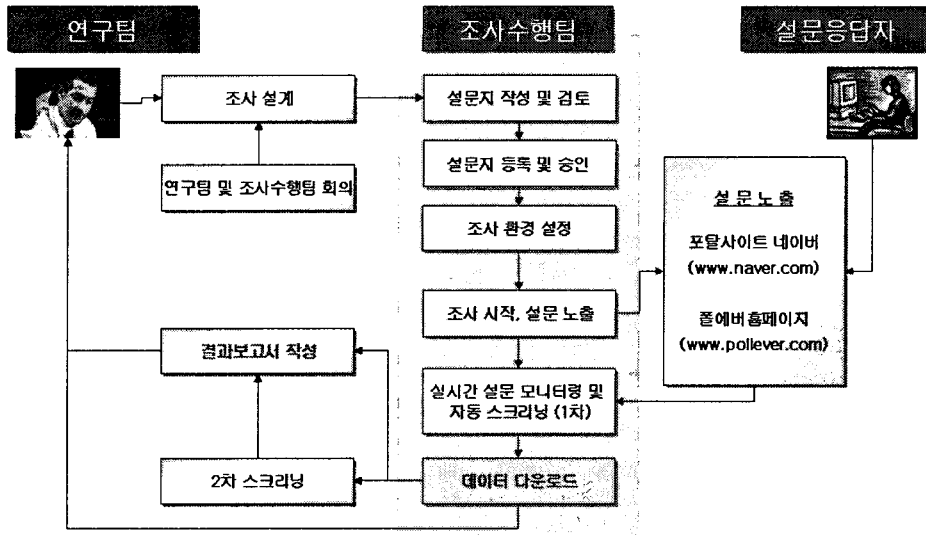 연구팀
조사수행팀
설문응답자
조사 설계
설문지 작성 및 검토
연구팀 및 조사수행팀 회의
설문지 등록 및 승인
조사 환경 설정
설 문 노 출
포탈사이트 네이버
(www.naver.com)
폴에버홈페이지
(www.pollever.com)
조사 시작, 설문 노출
결과보고서 작성
실시간 설문 모니터링 및
자동 스크리닝 (1차)
2차 스크리닝
데이터 다운로드